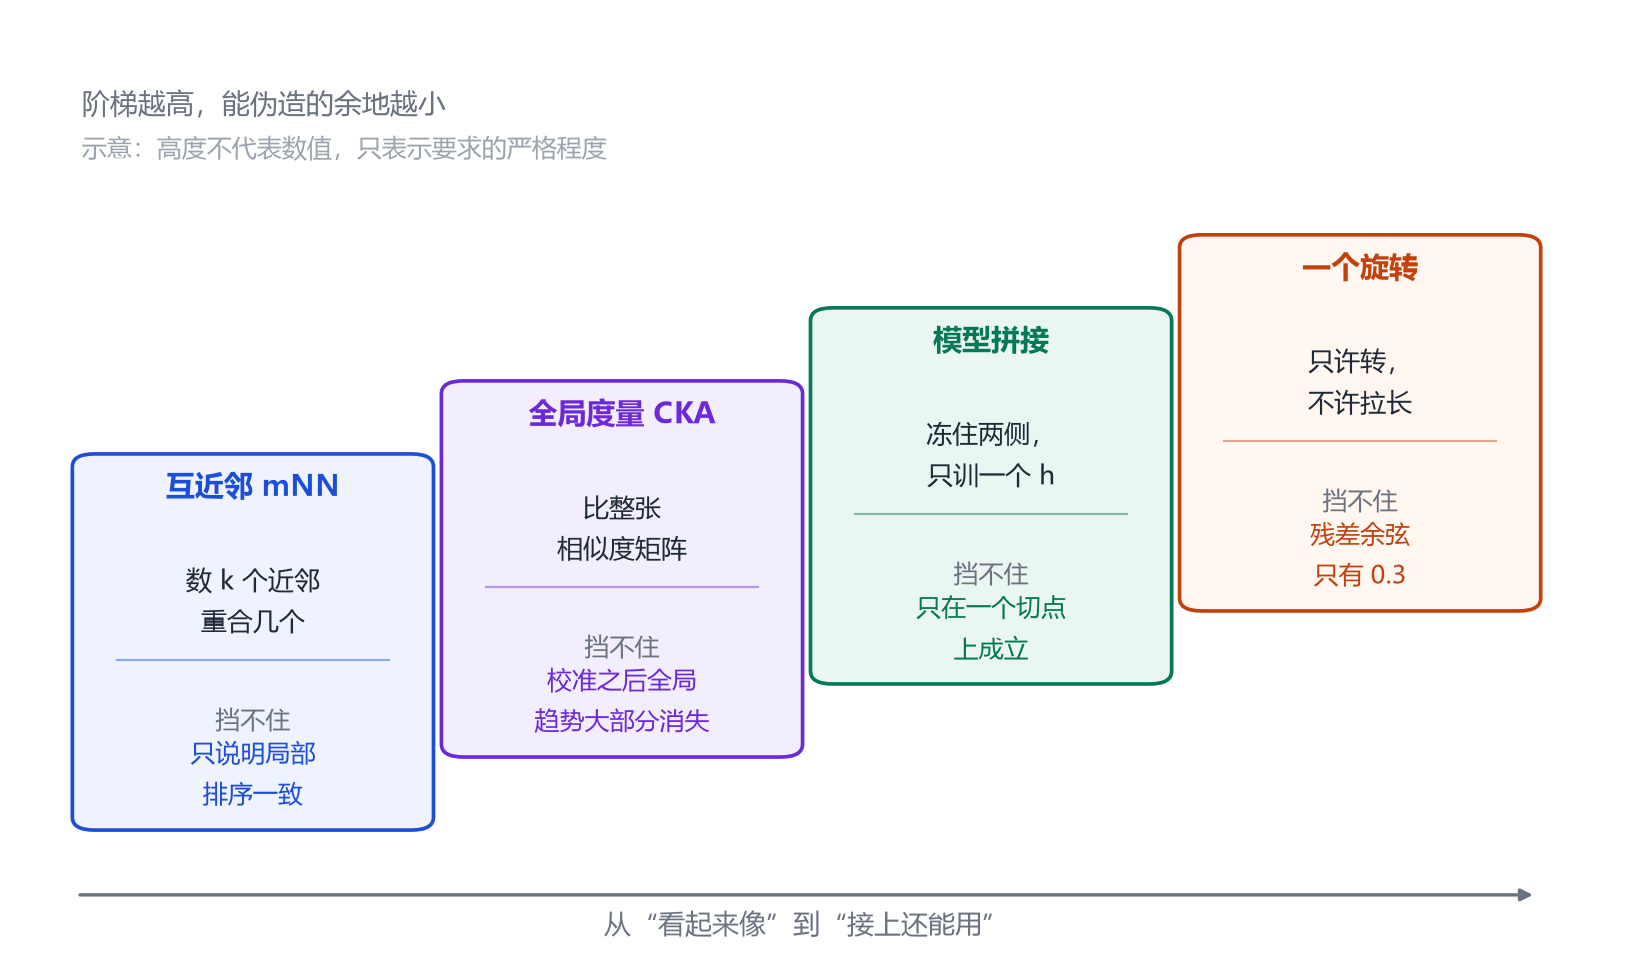 阶梯越高，能伪造的余地越小
示意：高度不代表数值，只表示要求的严格程度
互近邻 mNN
数 k 个近邻
重合几个
挡不住
只说明局部
排序一致
全局度量 CKA
比整张
相似度矩阵
挡不住
校准之后全局
趋势大部分消失
模型拼接
冻住两侧，
只训一个 h
挡不住
只在一个切点
上成立
一个旋转
只许转，
不许拉长
挡不住
残差余弦
只有 0.3
从“看起来像”到“接上还能用”